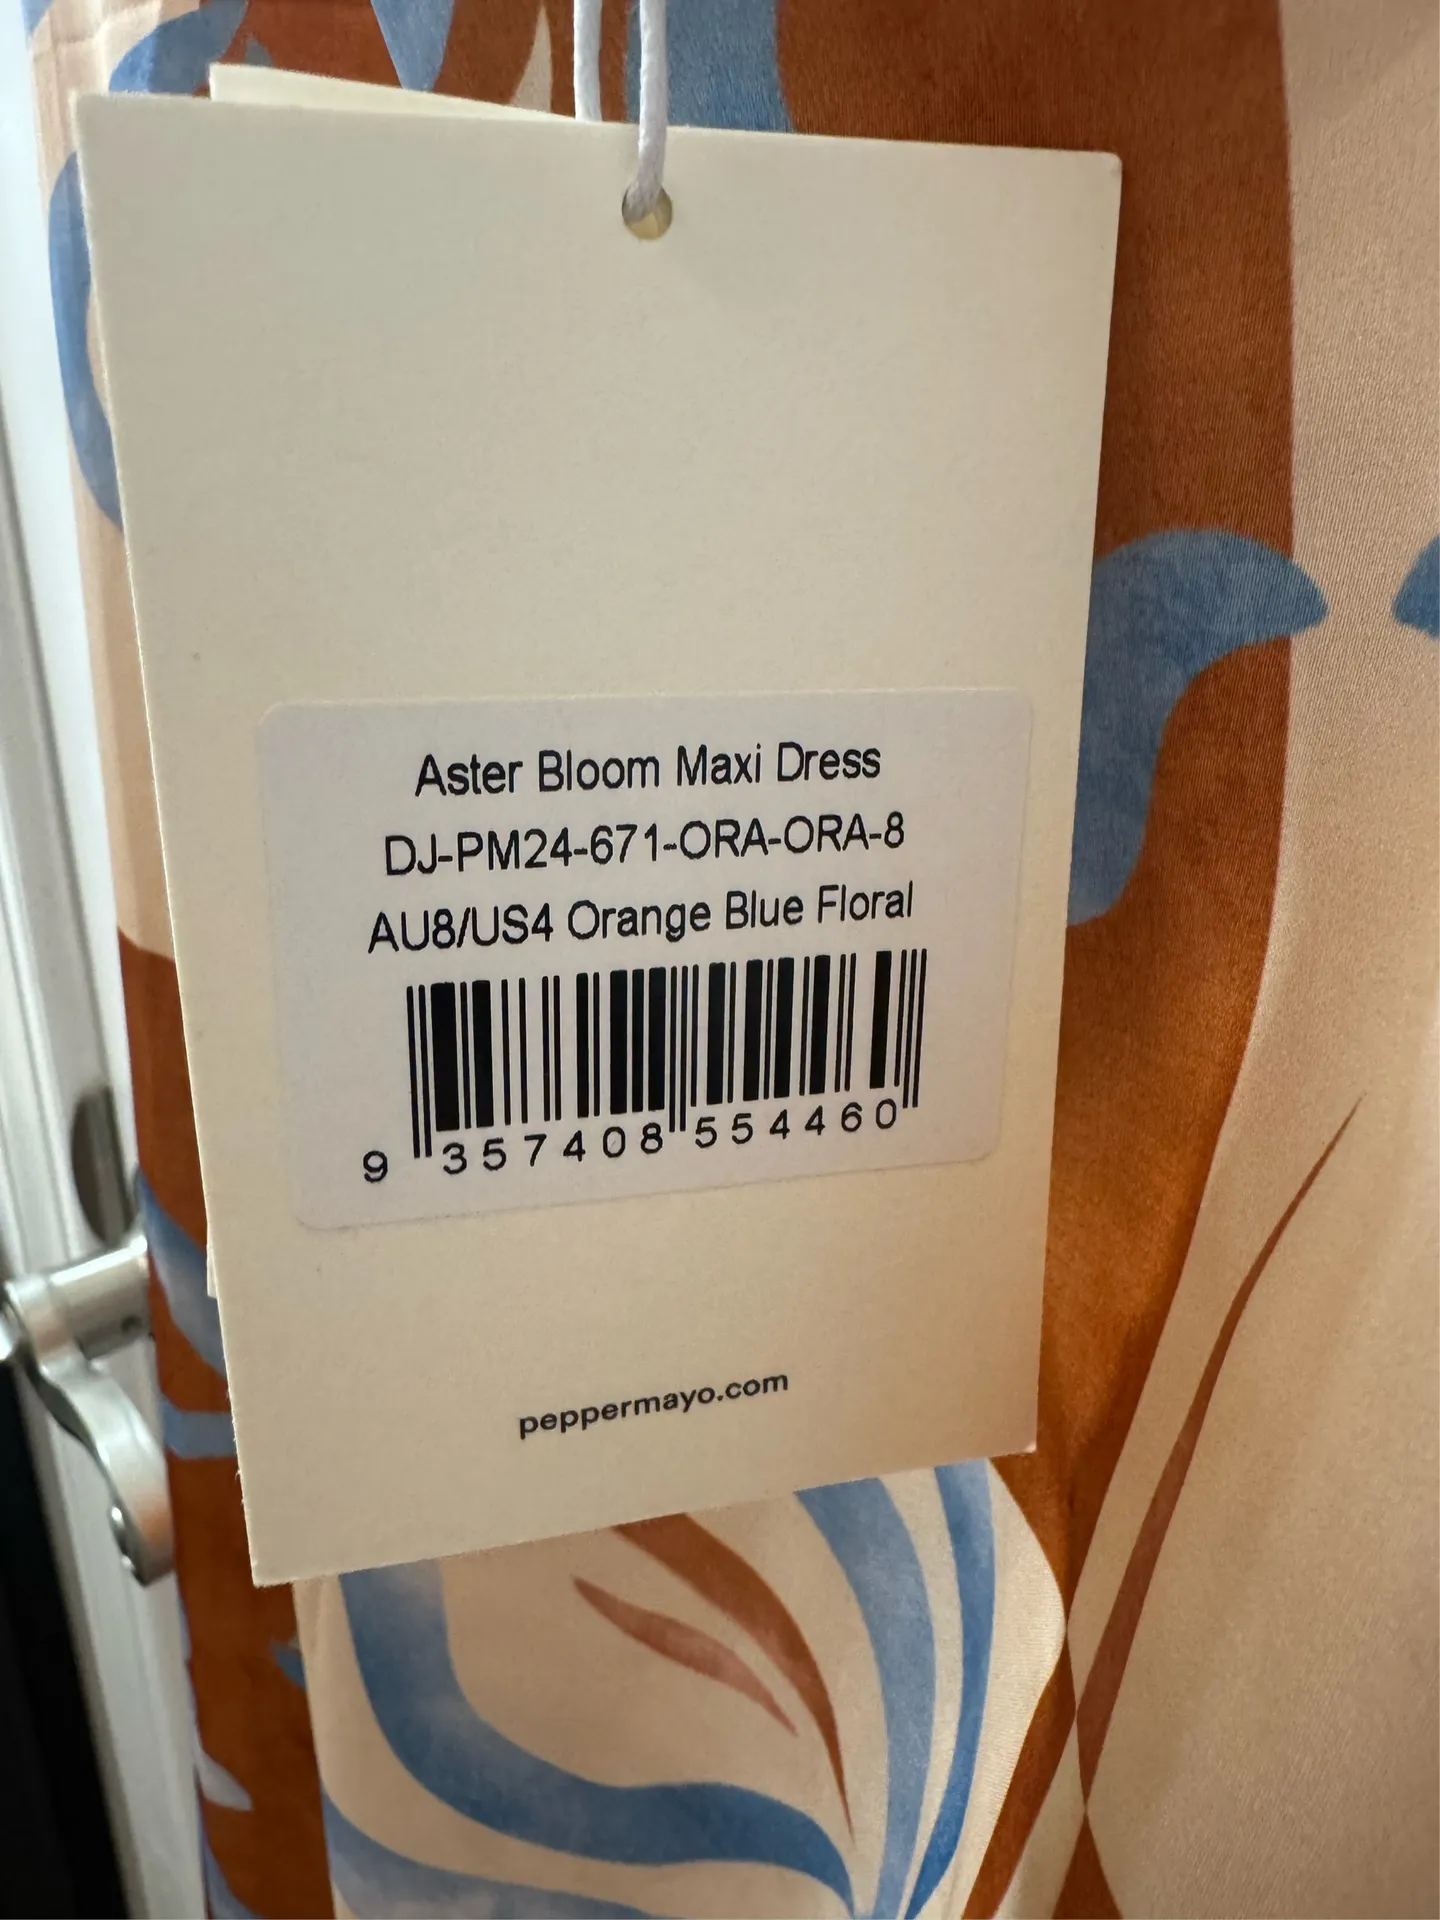 Aster Bloom Maxi Dress
DJ-PM24-671-ORA-ORA-8
AU8/US4 Orange Blue Floral
9 357408 554460
peppermayo.com